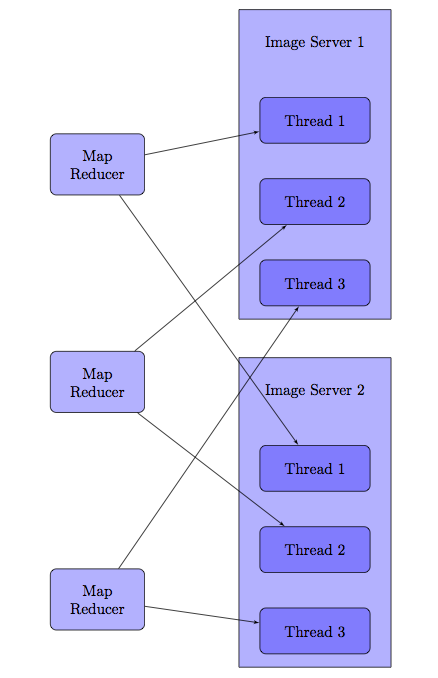 Image Server 1
Thread 1
Map
Reducer
Thread 2
Thread 3
Map
Reducer
Image Server 2
Thread 1
Thread 2
Map
Reducer
Thread 3